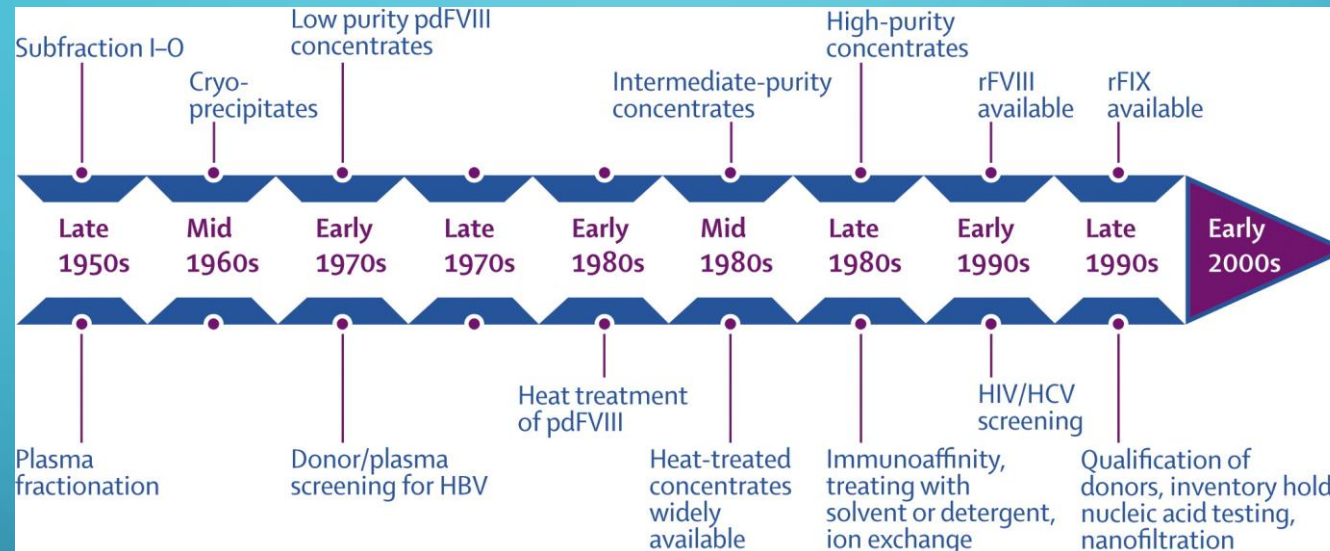 Subfraction I–O
Cryo-
precipitates
Low purity pdFVIII
concentrates
Intermediate-purity
concentrates
High-purity
concentrates
rFVIII
available
rFIX
available
Late
1950s
Mid
1960s
Early
1970s
Late
1970s
Early
1980s
Mid
1980s
Late
1980s
Early
1990s
Late
1990s
Early
2000s
Plasma
fractionation
Donor/plasma
screening for HBV
Heat treatment
of pdFVIII
Heat-treated
concentrates
widely
available
Immunoaffinity,
treating with
solvent or detergent,
ion exchange
HIV/HCV
screening
Qualification of
donors, inventory hold
nucleic acid testing,
nanofiltration